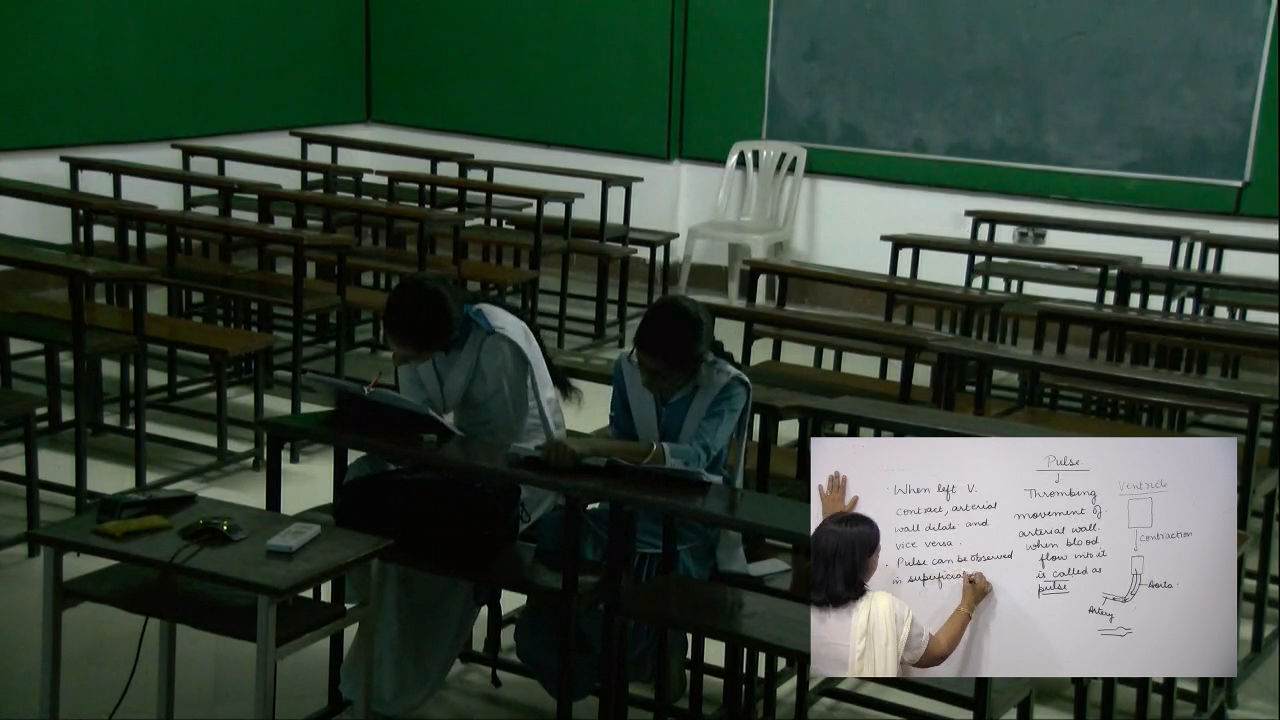 Pulse
· When left V.
contract, arterial
wall dilate and
vice versa.
· Pulse can be observed
in superficial
Thrombing
movement of
arterial wall.
when blood
flow into it
is called as
pulse
Ventricle
contraction
Aorta
Artery